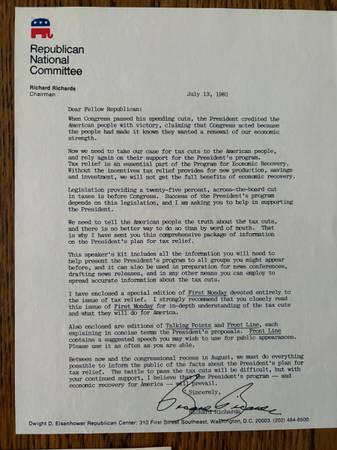 Republican
National
Committee
Richard Richards
Chairman
July 13, 1981
Dear Fellow Republican:
When Congress passed his spending cuts, the President credited the
American people with victory, claiming that Congress acted because
the people had made it known they wanted a renewal of our economic
strength.
Now we need to take our case for tax cuts to the American people,
and rely again on their support for the President's program.
Tax relief is an essential part of the Program for Economic Recovery.
Without the incentives tax relief provides for new production, savings
and investment, we will not get the full benefits of economic recovery.
Legislation providing a twenty-five percent, across-the-board cut
in taxes is before Congress. Success of the President's program
depends on this legislation, and I am asking you to help in supporting
the President.
We need to tell the American people the truth about the tax cuts,
and there is no better way to do so than by word of mouth. That
is why I have sent you this comprehensive package of information
on the President's plan for tax relief.
This speaker's Kit includes all the information you will need to
help present the President's program to all groups you might appear
before, and it can also be used in preparation for news conferences,
drafting news releases, and in any other means you can employ to
spread accurate information about the tax cuts.
I have enclosed a special edition of First Monday devoted entirely to
the issue of tax relief. I strongly recommend that you closely read
this issue of First Monday for in-depth understanding of the tax cuts
and what they will do for America.
Also enclosed are editions of Talking Points and Front Line, each
explaining in concise terms the President's proposals. Front Line
contains a suggested speech you may wish to use for public appearances.
Please use it as often as you are able.
Between now and the congressional recess in August, we must do everything
possible to inform the public of the facts about the President's plan for
tax relief. The battle to pass the tax cuts will be difficult, but with
your continued support, I believe that the President's program -- and
economic recovery for America -- will prevail.
Sincerely,
Richard Richards
Dwight D. Eisenhower Republican Center: 310 First Street Southeast, Washington, D.C. 20003 (202) 484-6500